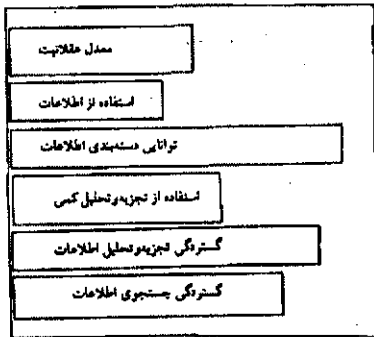 معدل عقلانیت
استفاده از اطلاعات
توانایی دسته‌بندی اطلاعات
استفاده از تجزیه‌وتحلیل کمی
گستردگی تجزیه‌وتحلیل اطلاعات
گستردگی جستجوی اطلاعات